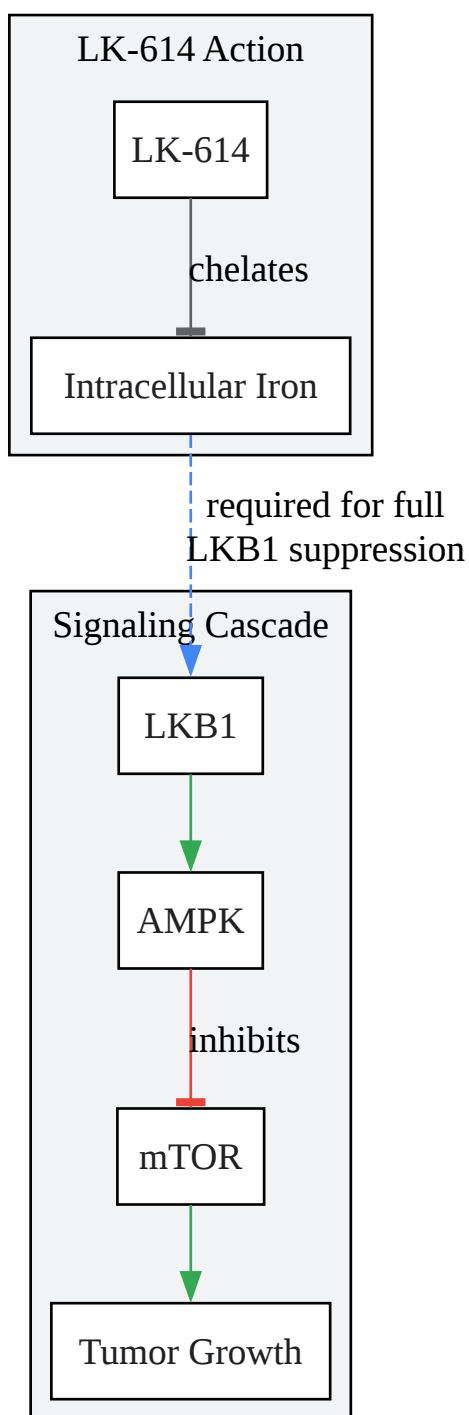 LK-614 Action
LK-614
chelates
Intracellular Iron
required for full
LKB1 suppression
Signaling Cascade
LKB1
AMPK
inhibits
mTOR
Tumor Growth